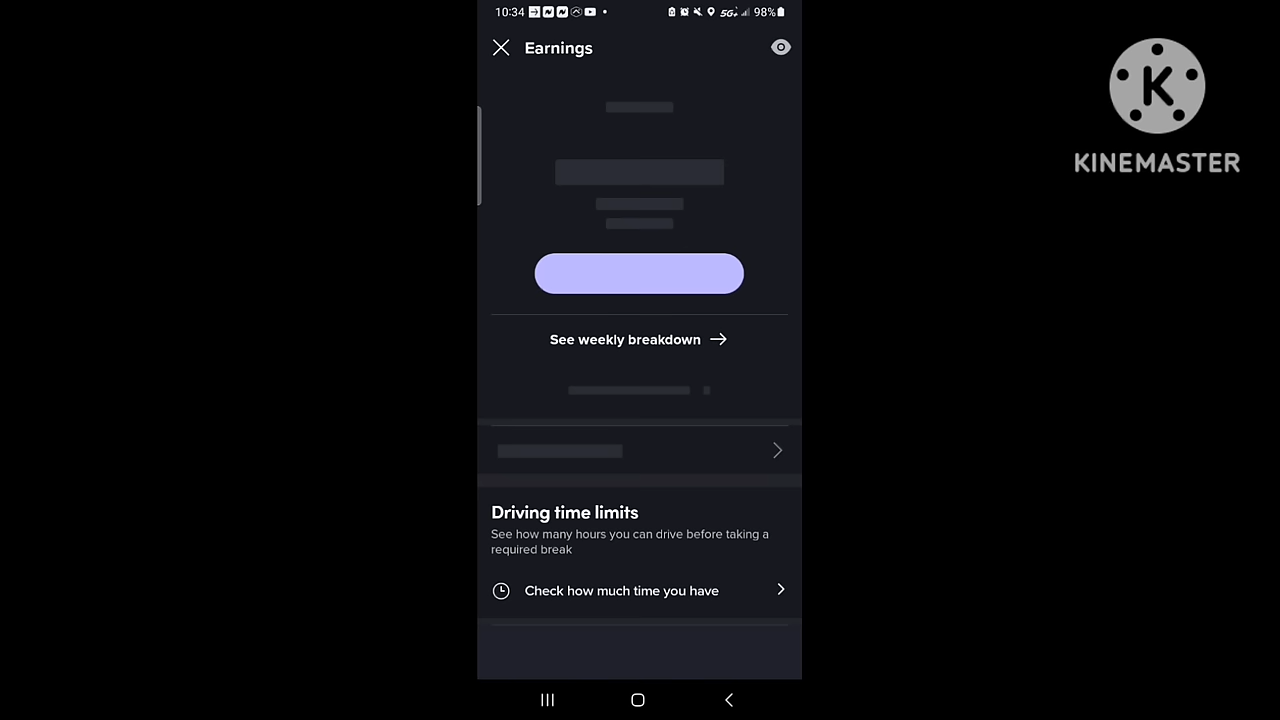 10:34
5G+ 98%
Earnings
K
KINEMASTER
See weekly breakdown
Driving time limits
See how many hours you can drive before taking a
required break
Check how much time you have